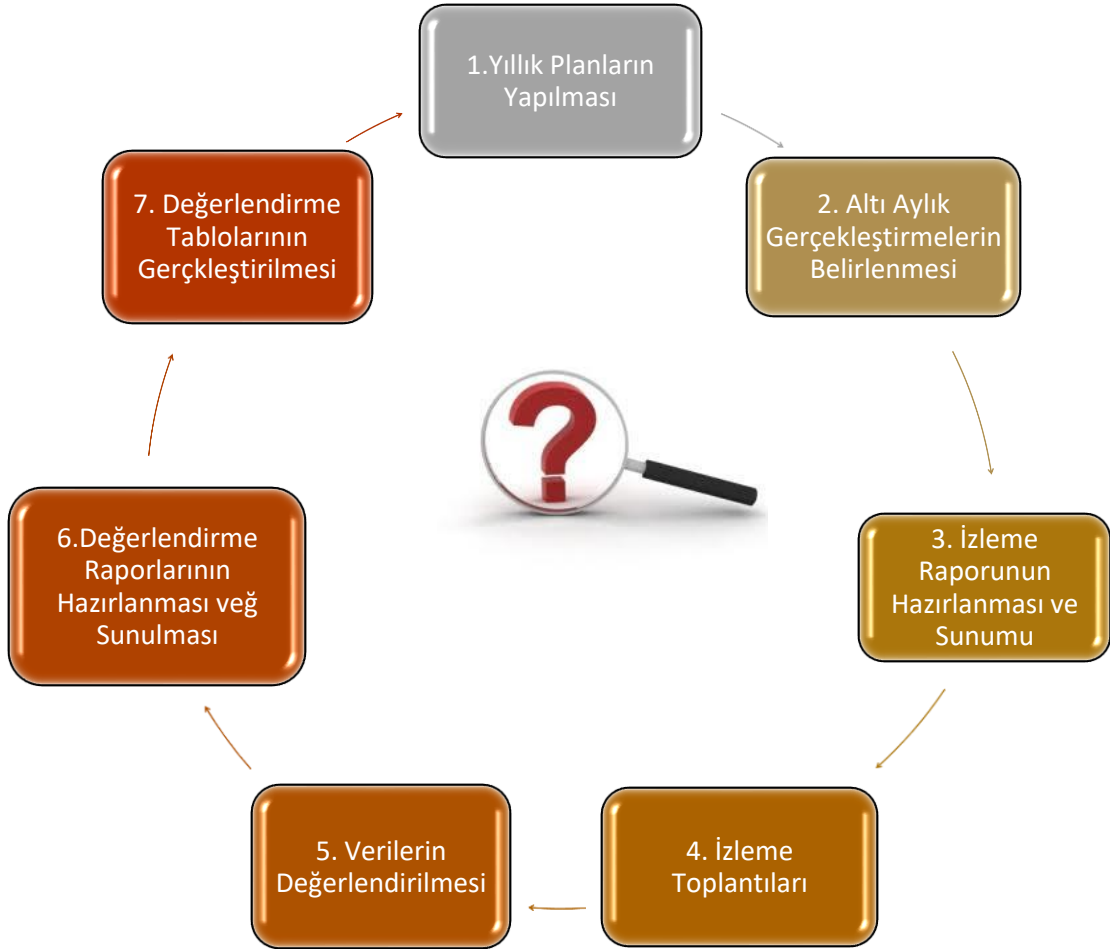 1.Yıllık Planların
Yapılması
2. Altı Aylık
Gerçekleştirmelerin
Belirlenmesi
3. İzleme
Raporunun
Hazırlanması ve
Sunumu
4. İzleme
Toplantıları
5. Verilerin
Değerlendirilmesi
6.Değerlendirme
Raporlarının
Hazırlanması veğ
Sunulması
7. Değerlendirme
Tablolarının
Gerçkleştirilmesi